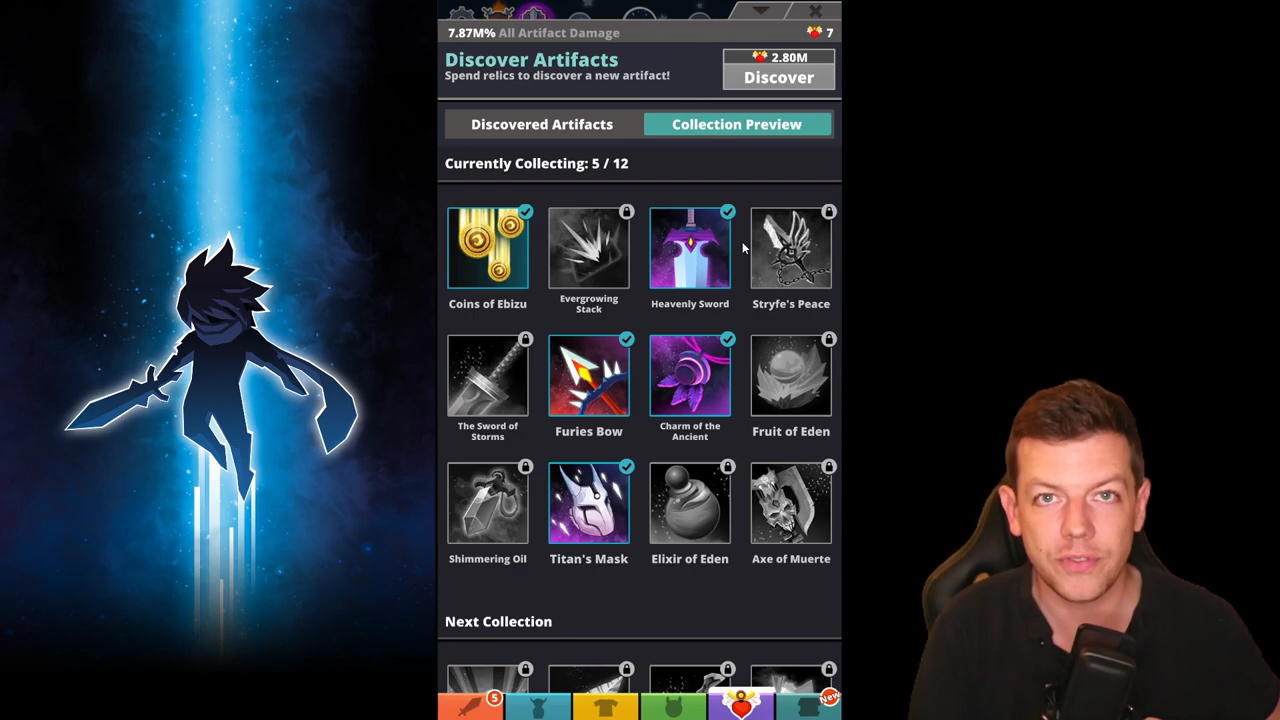 7.87M% All Artifact Damage
7
Discover Artifacts
Spend relics to discover a new artifact!
2.80M
Discover
Discovered Artifacts
Collection Preview
Currently Collecting: 5 / 12
Coins of Ebizu
Evergrowing
Stack
Heavenly Sword
Stryfe's Peace
The Sword of
Storms
Furies Bow
Charm of the
Ancient
Fruit of Eden
Shimmering Oil
Titan's Mask
Elixir of Eden
Axe of Muerte
Next Collection
5
New